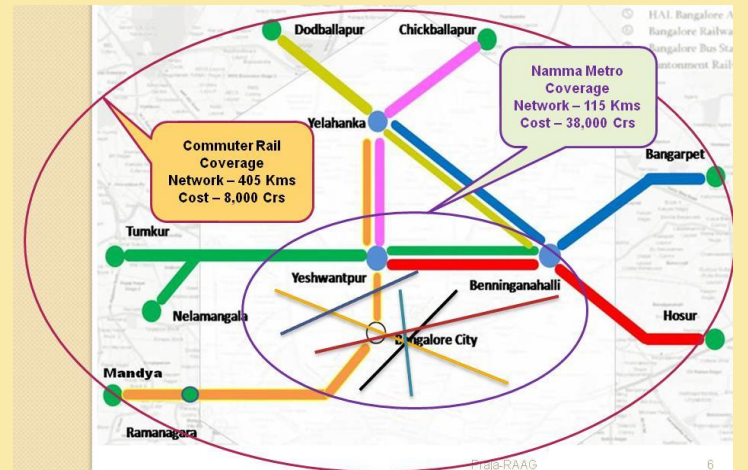 HAL Bangalore A
Bangalore Railwa
Bangalore Bus Sta
Dodballapur
Chickballapur
Namma Metro
Coverage
Network – 115 Kms
Cost – 38,000 Crs
Yelahanka
Commuter Rail
Coverage
Network – 405 Kms
Cost – 8,000 Crs
Bangarpet
Tumkur
Yeshwantpur
Benninganahalli
Nelamangala
Hosur
Bangalore City
Mandya
Ramanagara
Praja-RAAG
6